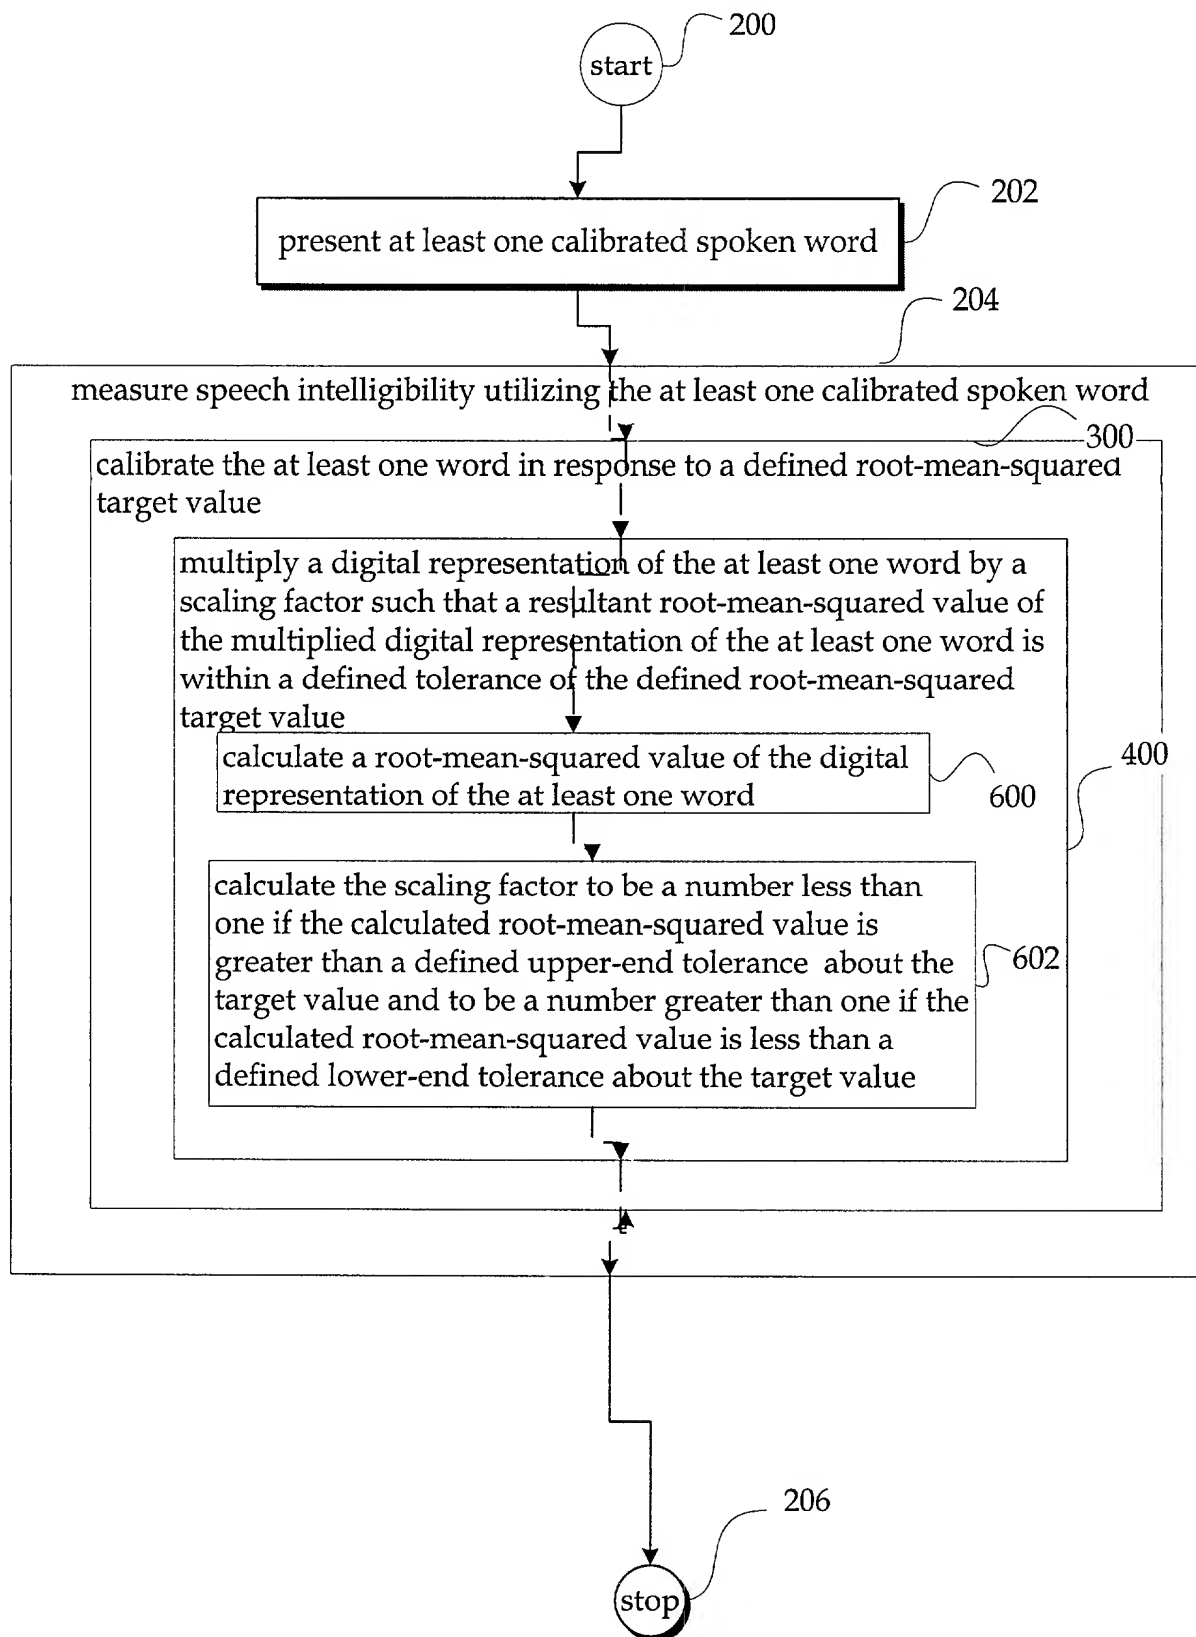 200
start
202
present at least one calibrated spoken word
204
measure speech intelligibility utilizing the at least one calibrated spoken word
300
calibrate the at least one word in response to a defined root-mean-squared
target value
multiply a digital representation of the at least one word by a
scaling factor such that a resultant root-mean-squared value of
the multiplied digital representation of the at least one word is
within a defined tolerance of the defined root-mean-squared
target value
400
calculate a root-mean-squared value of the digital
representation of the at least one word
600
calculate the scaling factor to be a number less than
one if the calculated root-mean-squared value is
greater than a defined upper-end tolerance about the
target value and to be a number greater than one if the
calculated root-mean-squared value is less than a
defined lower-end tolerance about the target value
602
206
stop